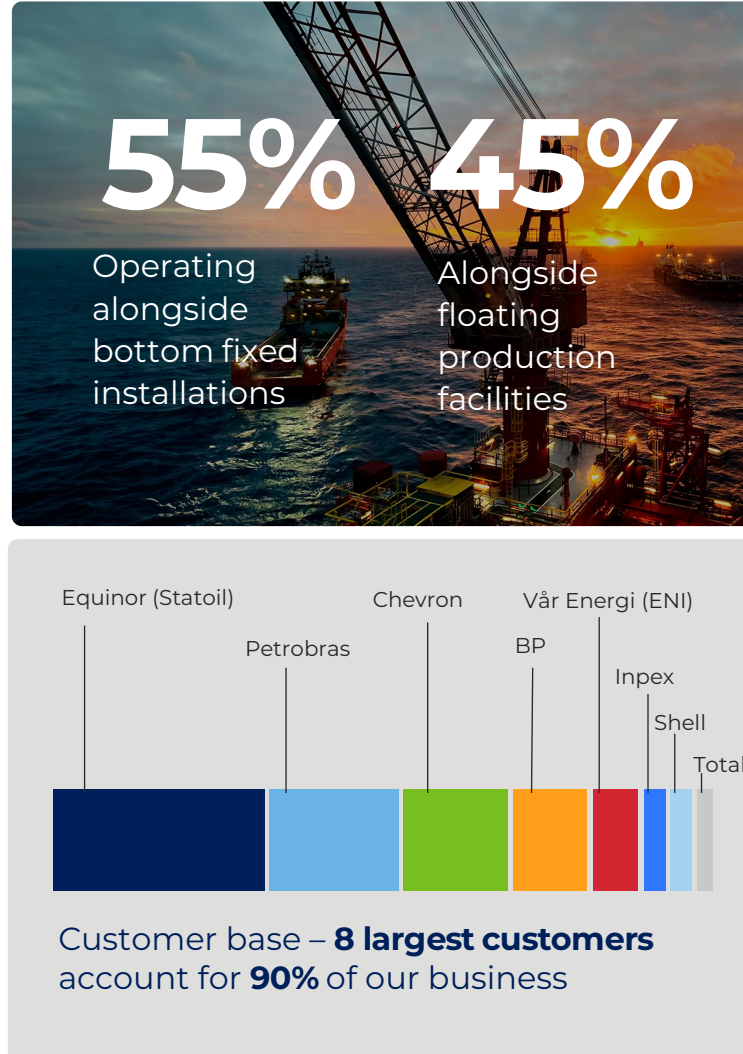 55%
Operating
alongside
bottom fixed
installations
45%
Alongside
floating
production
facilities
Equinor (Statoil)
Petrobras
Chevron
BP
Vår Energi (ENI)
Inpex
Shell
Total
Customer base – 8 largest customers
account for 90% of our business